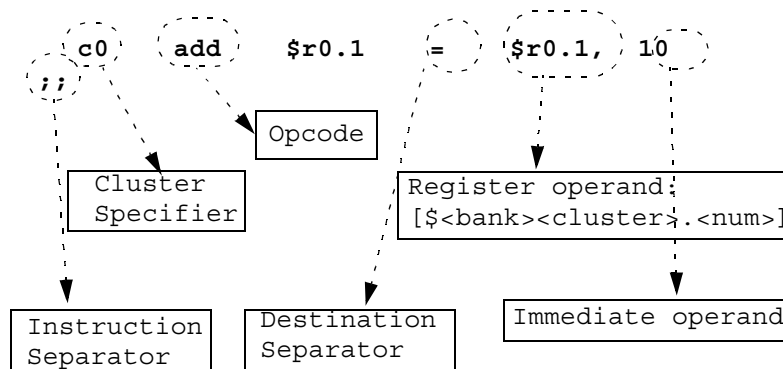 c0 add $r0.1 = $r0.1, 10
;;
Opcode
Cluster
Specifier
Register operand:
[$<bank><cluster>.<num>]
Instruction
Separator
Destination
Separator
Immediate operand